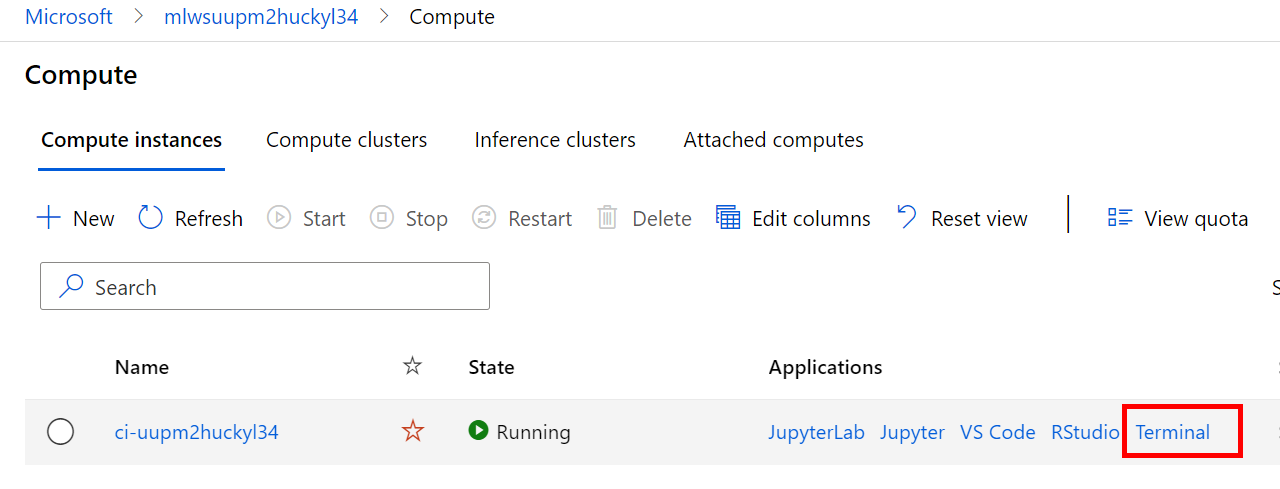 Microsoft > mlwsuupm2huckyl34 > Compute
Compute
Compute instances Compute clusters Inference clusters Attached computes
New Refresh Start Stop Restart Delete Edit columns Reset view View quota
Search
Name State Applications
ci-uupm2huckyl34 Running JupyterLab Jupyter VS Code RStudio Terminal